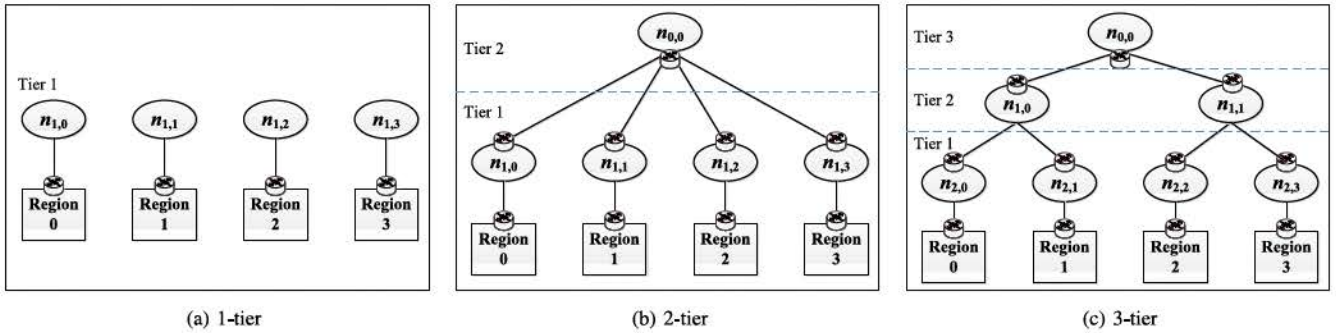 Tier 1
n1,0
n1,1
n1,2
n1,3
Region 0
Region 1
Region 2
Region 3
(a) 1-tier
Tier 2
n0,0
Tier 1
n1,0
n1,1
n1,2
n1,3
Region 0
Region 1
Region 2
Region 3
(b) 2-tier
Tier 3
n0,0
Tier 2
n1,0
n1,1
Tier 1
n2,0
n2,1
n2,2
n2,3
Region 0
Region 1
Region 2
Region 3
(c) 3-tier